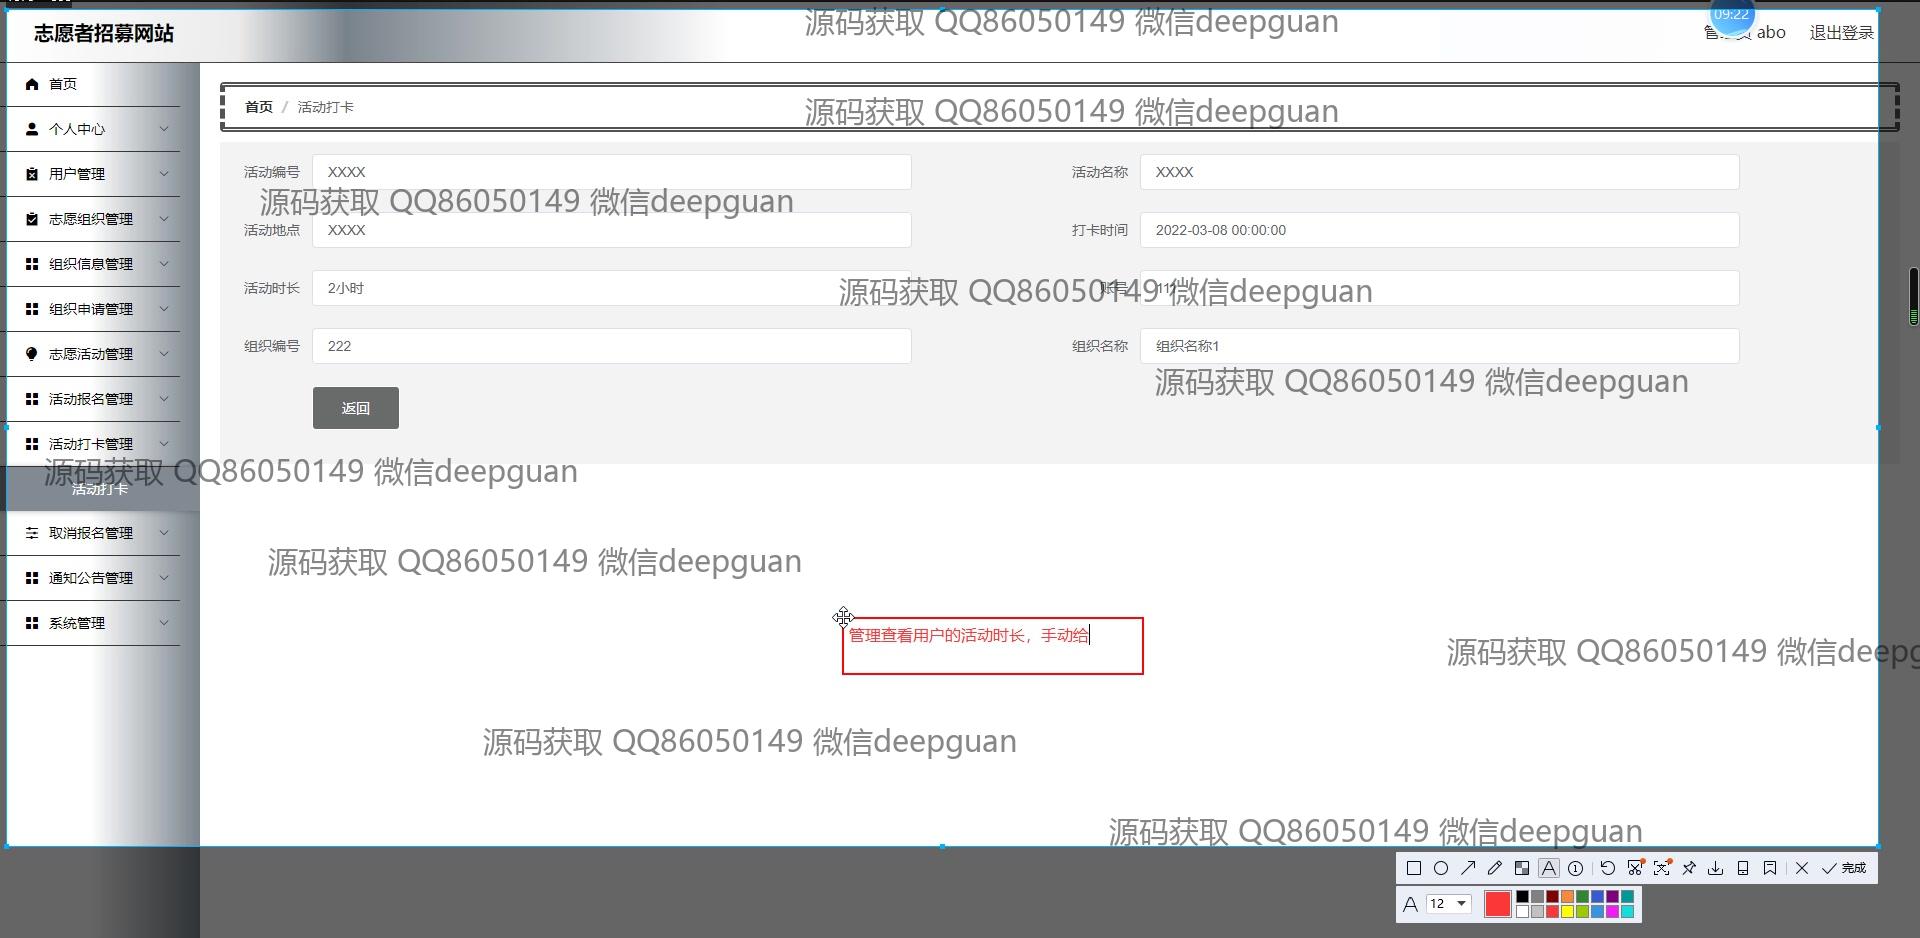 志愿者招募网站
源码获取 QQ86050149 微信deepguan
09:22
abo 退出登录
首页
首页 / 活动打卡
源码获取 QQ86050149 微信deepguan
个人中心
活动编号 XXXX
活动名称 XXXX
用户管理
源码获取 QQ86050149 微信deepguan
志愿组织管理
活动地点 XXXX
打卡时间 2022-03-08 00:00:00
组织信息管理
活动时长 2小时
账号
源码获取 QQ86050149 微信deepguan
组织申请管理
组织编号 222
组织名称 组织名称1
志愿活动管理
源码获取 QQ86050149 微信deepguan
活动报名管理
返回
活动打卡管理
源码获取 QQ86050149 微信deepguan
活动打卡
取消报名管理
源码获取 QQ86050149 微信deepguan
通知公告管理
系统管理
管理查看用户的活动时长，手动给
源码获取 QQ86050149 微信deepg
源码获取 QQ86050149 微信deepguan
源码获取 QQ86050149 微信deepguan
完成
A 12